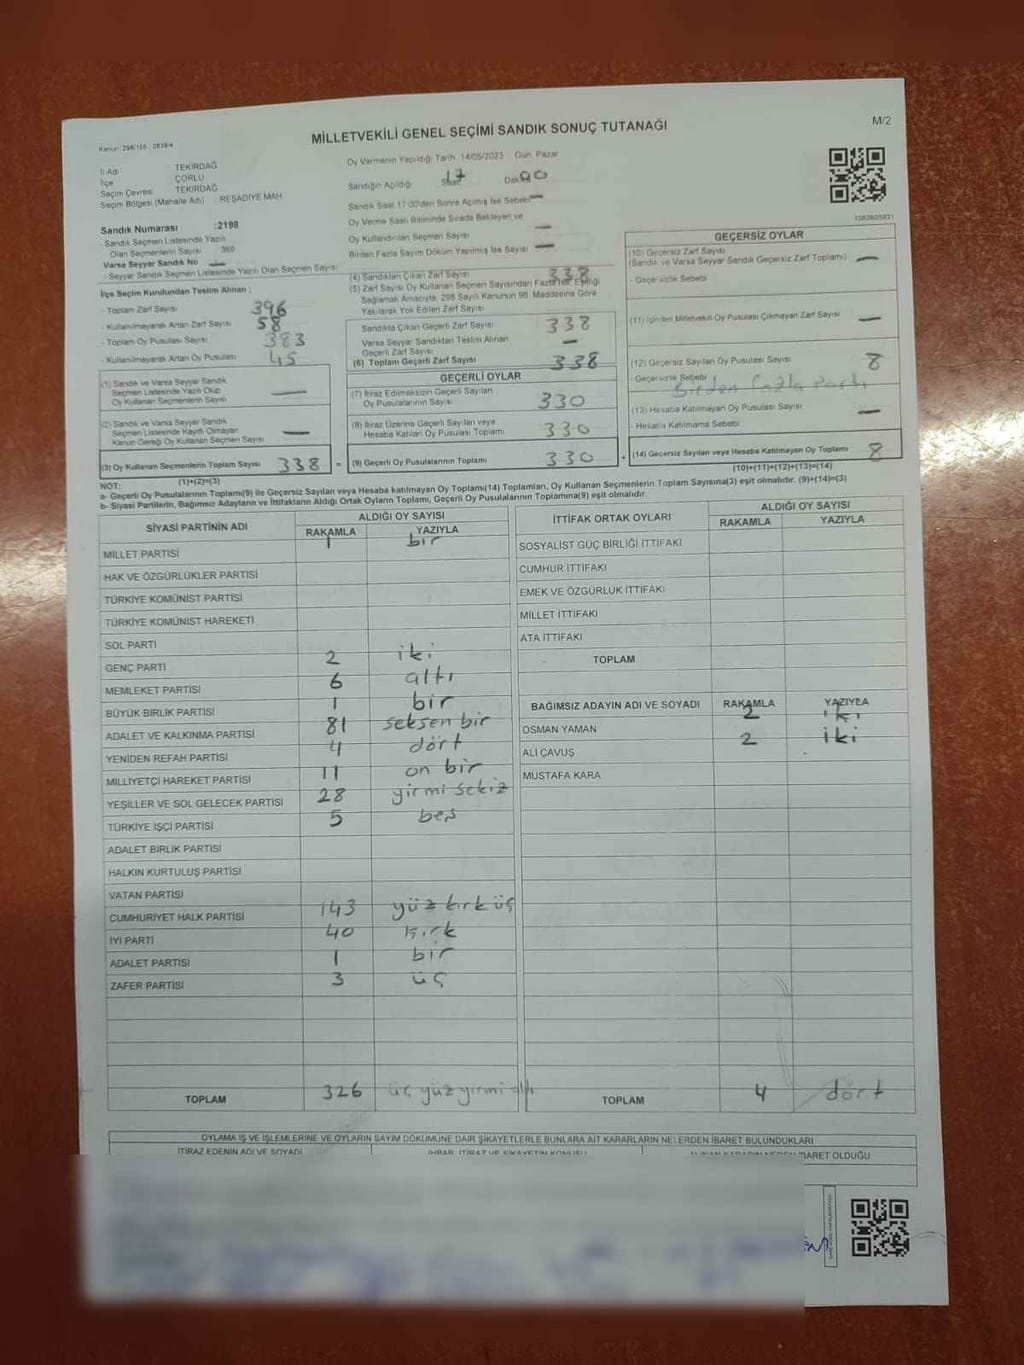 M/2
MİLLETVEKİLİ GENEL SEÇİMİ SANDIK SONUÇ TUTANAĞI
İl Adı TEKİRDAĞ
İlçe ÇORLU
Seçim Çevresi TEKİRDAĞ
Seçim Bölgesi (Mahalle Adı) REŞADİYE MAH
Sandık Numarası :2198
- Sandık Seçmen Listesinde Yazılı
Olan Seçmenlerin Sayısı
Varsa Seyyar Sandık No —
- Seyyar Sandık Seçmen Listesinde Yazılı Olan Seçmen Sayısı
İlçe Seçim Kurulundan Teslim Alınan ;
- Toplam Zarf Sayısı 396
- Kullanılmayarak Artan Zarf Sayısı 58
- Toplam Oy Pusulası Sayısı 383
- Kullanılmayarak Artan Oy Pusulası 45
(1) Sandık ve Varsa Seyyar Sandık
Seçmen Listesinde Yazılı Olup
Oy Kullanan Seçmenlerin Sayısı —
(2) Sandık ve Varsa Seyyar Sandık
Seçmen Listesinde Kayıtlı Olmayan
Kanun Gereği Oy Kullanan Seçmen Sayısı —
(3) Oy Kullanan Seçmenlerin Toplam Sayısı 338
(1)+(2)=(3)
Oy Vermenin Yapıldığı Tarih :14/05/2023 Gün Pazar
Sandığın Açıldığı 17 00
Sandık Saat 17:00'den Sonra Açılmış İse Sebebi —
Oy Verme Saati Bitiminde Sırada Bekleyen ve
Oy Kullandırılan Seçmen Sayısı —
Birden Fazla Sayım Döküm Yapılmış İse Sayısı —
(4) Sandıktan Çıkan Zarf Sayısı 338
(5) Zarf Sayısı Oy Kullanan Seçmen Sayısından Fazla İse, Eşitliği
Sağlamak Amacıyla, 298 Sayılı Kanunun 98. Maddesine Göre
Yakılarak Yok Edilen Zarf Sayısı
Sandıkta Çıkan Geçerli Zarf Sayısı 338
Varsa Seyyar Sandıktan Teslim Alınan
Geçerli Zarf Sayısı —
(6) Toplam Geçerli Zarf Sayısı 338
GEÇERLİ OYLAR
(7) İtiraz Edilmeksizin Geçerli Sayılan
Oy Pusulalarının Sayısı 330
(8) İtiraz Üzerine Geçerli Sayılan veya
Hesaba Katılan Oy Pusulası Toplamı 330
= (9) Geçerli Oy Pusulalarının Toplamı 330
GEÇERSİZ OYLAR
(10) Geçersiz Zarf Sayısı
(Sandık ve Varsa Seyyar Sandık Geçersiz Zarf Toplamı) —
- Geçersizlik Sebebi
(11) İçinden Milletvekili Oy Pusulası Çıkmayan Zarf Sayısı —
(12) Geçersiz Sayılan Oy Pusulası Sayısı 8
- Geçersizlik Sebebi Birden fazla Parti
(13) Hesaba Katılmayan Oy Pusulası Sayısı —
- Hesaba Katılmama Sebebi
+ (14) Geçersiz Sayılan veya Hesaba Katılmayan Oy Toplamı 8
(10)+(11)+(12)+(13)=(14)
NOT:
a- Geçerli Oy Pusulalarının Toplamı(9) ile Geçersiz Sayılan veya Hesaba katılmayan Oy Pusulası Toplamı(14) Toplamları, Oy Kullanan Seçmenlerin Toplam Sayısına(3) eşit olmalıdır. (9)+(14)=(3)
b- Siyasi Partilerin, Bağımsız Adayların ve İttifakların Aldığı Ortak Oyların Toplamı, Geçerli Oy Pusulalarının Toplamına(9) eşit olmalıdır.
SİYASİ PARTİNİN ADI ALDIĞI OY SAYISI
RAKAMLA YAZIYLA
MİLLET PARTİSİ 1 bir
HAK VE ÖZGÜRLÜKLER PARTİSİ
TÜRKİYE KOMÜNİST PARTİSİ
TÜRKİYE KOMÜNİST HAREKETİ
SOL PARTİ
GENÇ PARTİ 2 iki
MEMLEKET PARTİSİ 6 altı
BÜYÜK BİRLİK PARTİSİ 1 bir
ADALET VE KALKINMA PARTİSİ 81 seksen bir
YENİDEN REFAH PARTİSİ 4 dört
MİLLİYETÇİ HAREKET PARTİSİ 11 on bir
YEŞİLLER VE SOL GELECEK PARTİSİ 28 yirmi sekiz
TÜRKİYE İŞÇİ PARTİSİ 5 beş
ADALET BİRLİK PARTİSİ
HALKIN KURTULUŞ PARTİSİ
VATAN PARTİSİ
CUMHURİYET HALK PARTİSİ 143 yüz kırk üç
İYİ PARTİ 40 kırk
ADALET PARTİSİ 1 bir
ZAFER PARTİSİ 3 üç
TOPLAM 326 üç yüz yirmi altı
İTTİFAK ORTAK OYLARI ALDIĞI OY SAYISI
RAKAMLA YAZIYLA
SOSYALİST GÜÇ BİRLİĞİ İTTİFAKI
CUMHUR İTTİFAKI
EMEK VE ÖZGÜRLÜK İTTİFAKI
MİLLET İTTİFAKI
ATA İTTİFAKI
TOPLAM
BAĞIMSIZ ADAYIN ADI VE SOYADI RAKAMLA YAZIYLA
OSMAN YAMAN 2 iki
ALİ ÇAVUŞ 2 iki
MUSTAFA KARA
TOPLAM 4 dört
OYLAMA İŞ VE İŞLEMLERİNE VE OYLARIN SAYIM DÖKÜMÜNE DAİR ŞİKAYETLERLE BUNLARA AİT KARARLARIN NELERDEN İBARET BULUNDUKLARI
İTİRAZ EDENİN ADI VE SOYADI İHBAR, İTİRAZ VE ŞİKAYETİN KONUSU ALINAN KARARIN NEDEN İBARET OLDUĞU